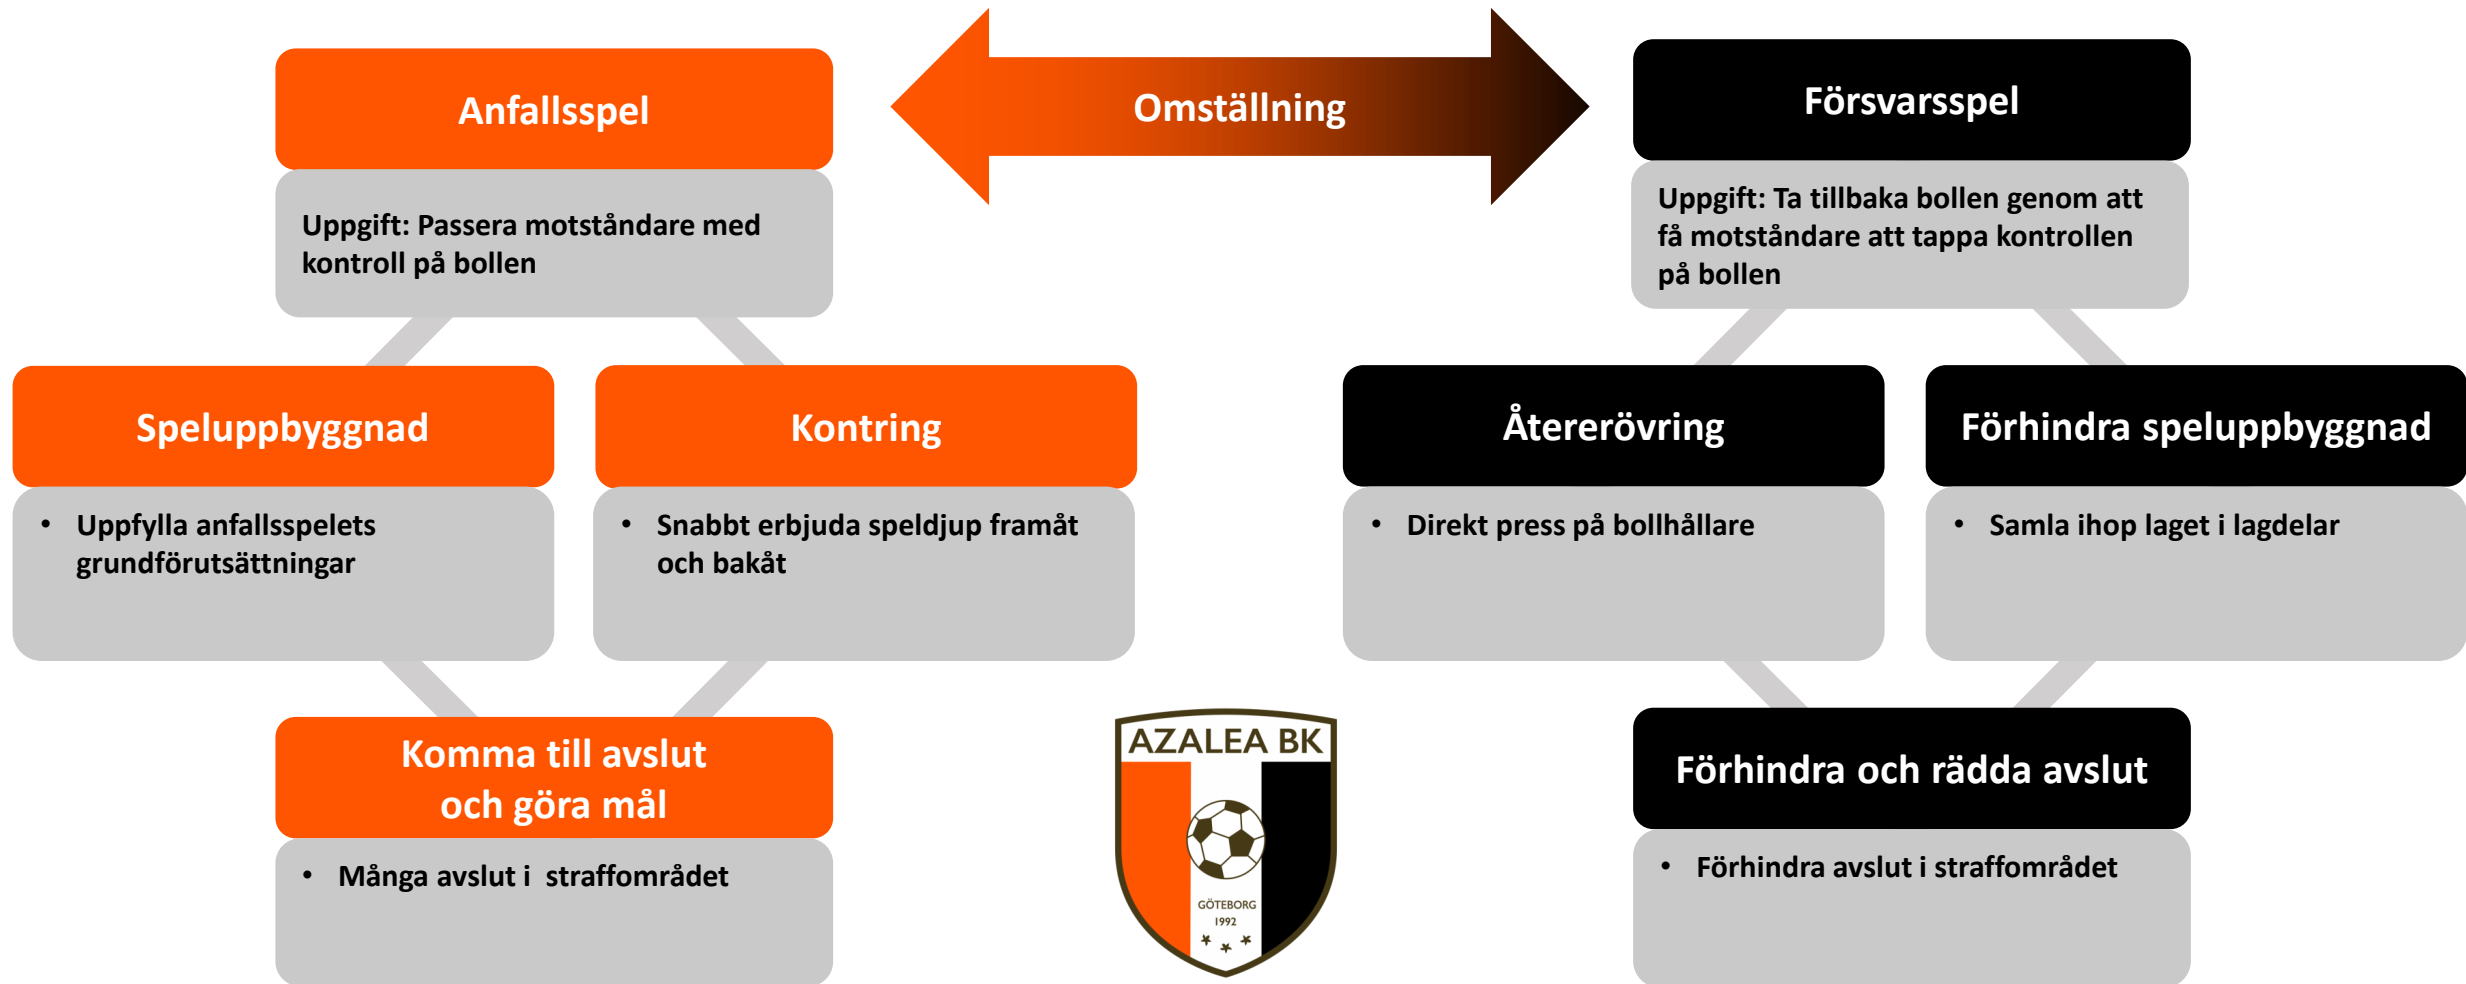 Anfallsspel
Omställning
Försvarsspel
Uppgift: Passera motståndare med
kontroll på bollen
Uppgift: Ta tillbaka bollen genom att
få motståndare att tappa kontrollen
på bollen
Speluppbyggnad
Kontring
Återerövring
Förhindra speluppbyggnad
• Uppfylla anfallsspelets
grundförutsättningar
• Snabbt erbjuda speldjup framåt
och bakåt
• Direkt press på bollhållare
• Samla ihop laget i lagdelar
Komma till avslut
och göra mål
• Många avslut i straffområdet
AZALEA BK
GÖTEBORG
1992
Förhindra och rädda avslut
• Förhindra avslut i straffområdet